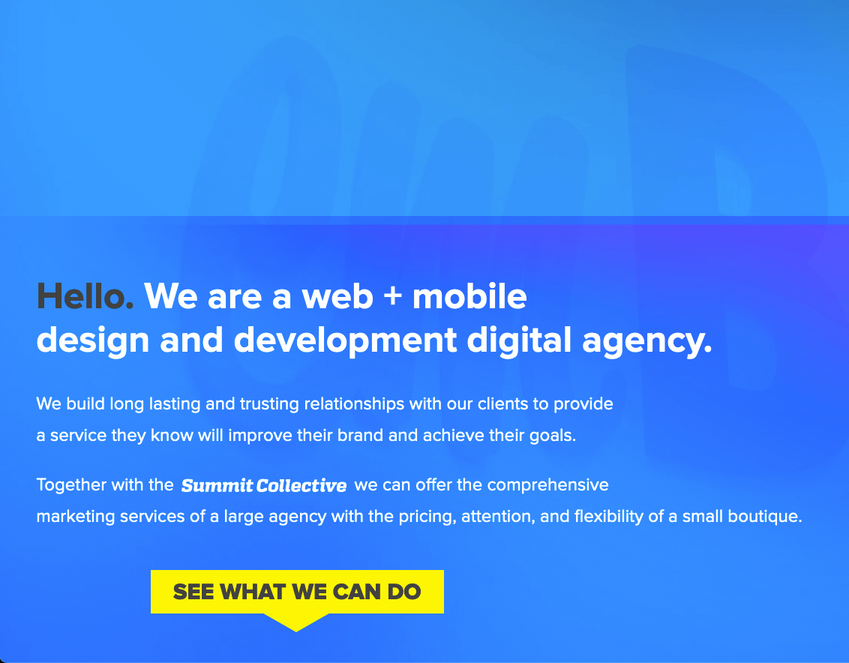 Hello. We are a web + mobile
design and development digital agency.
We build long lasting and trusting relationships with our clients to provide
a service they know will improve their brand and achieve their goals.
Together with the Summit Collective we can offer the comprehensive
marketing services of a large agency with the pricing, attention, and flexibility of a small boutique.
SEE WHAT WE CAN DO